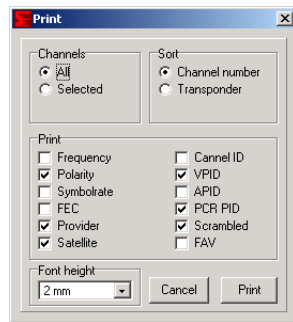 Print
Channels
All
Selected
Sort
Channel number
Transponder
Print
Frequency
Polarity
Symbolrate
FEC
Provider
Satellite
Cannel ID
VPID
APID
PCR PID
Scrambled
FAV
Font height
2 mm
Cancel
Print